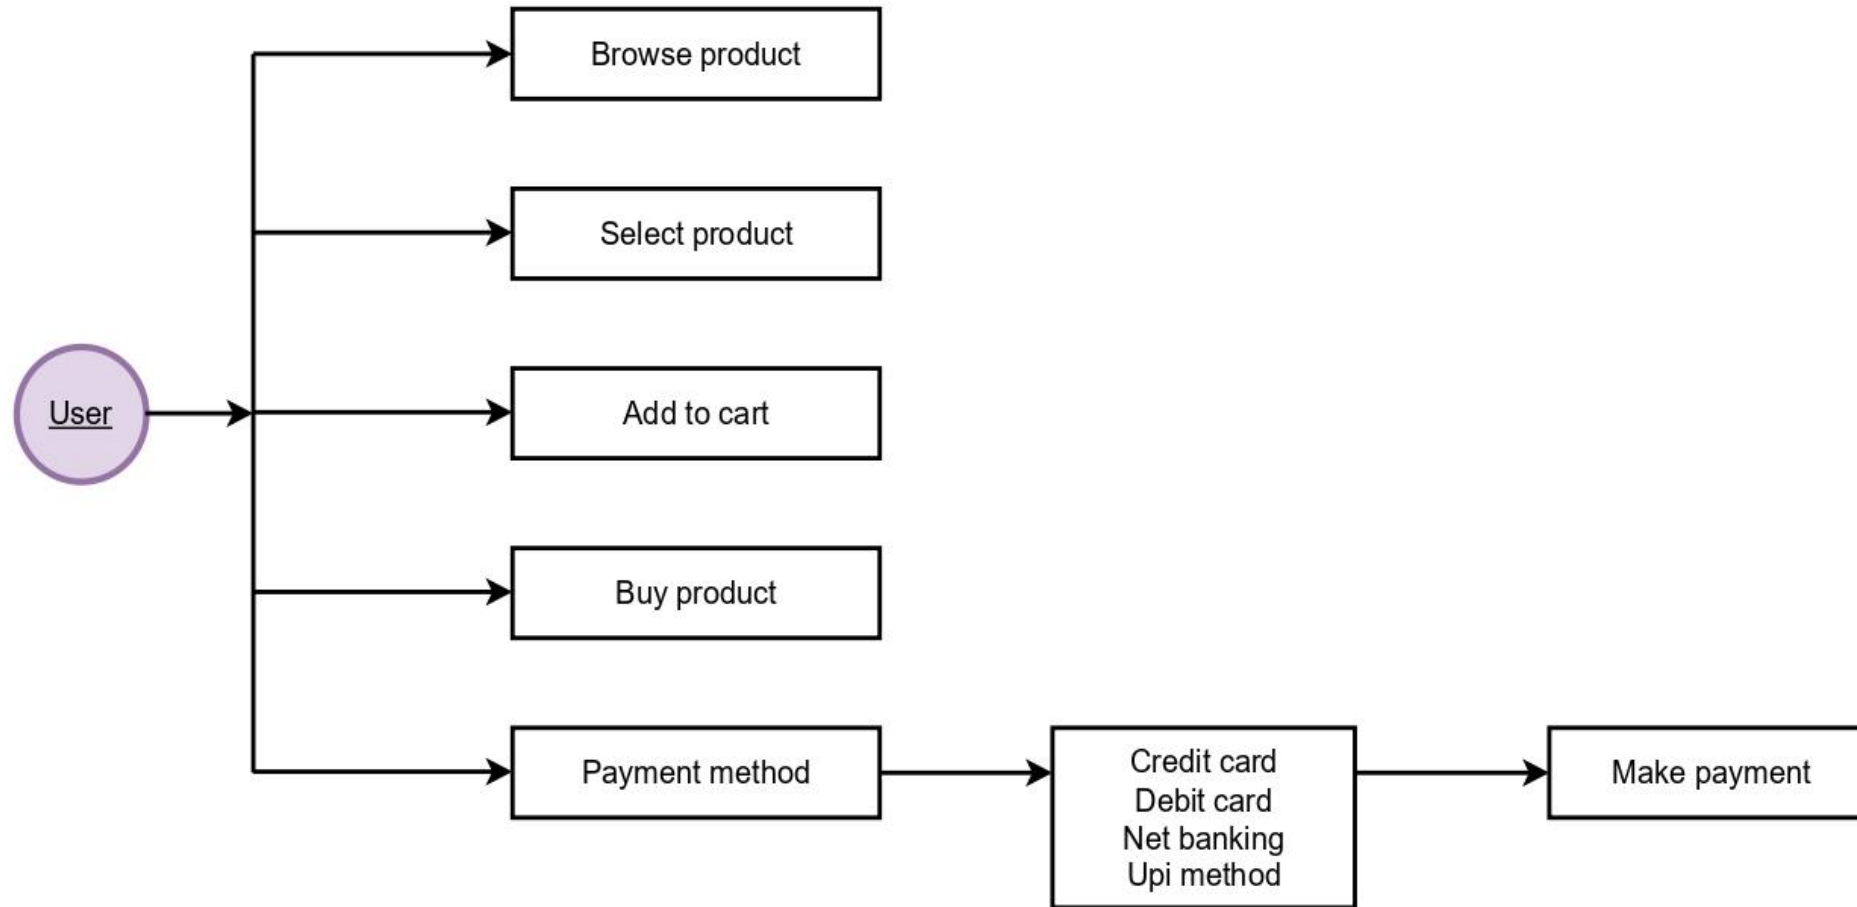 Browse product
Select product
User
Add to cart
Buy product
Payment method
Credit card
Debit card
Net banking
Upi method
Make payment